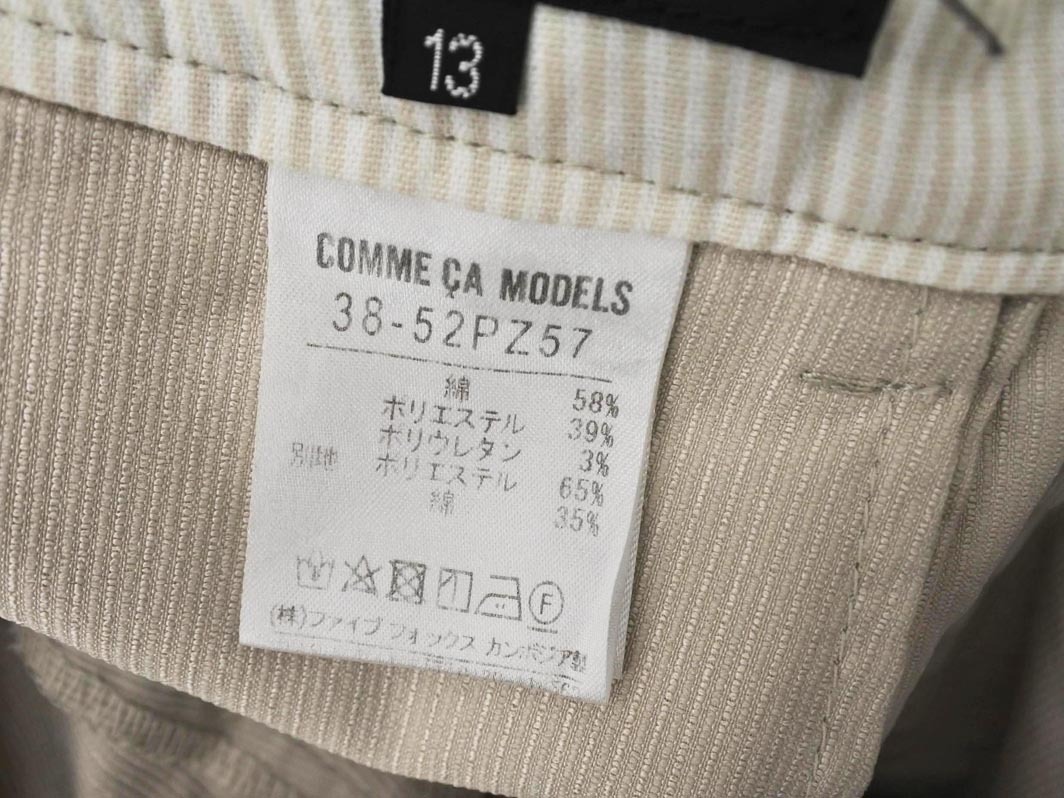 13
COMME ÇA MODELS
38-52PZ57
綿 58%
ポリエステル 39%
ポリウレタン 3%
別地 ポリエステル 65%
綿 35%
F
(株)ファイブフォックス カンボジア製